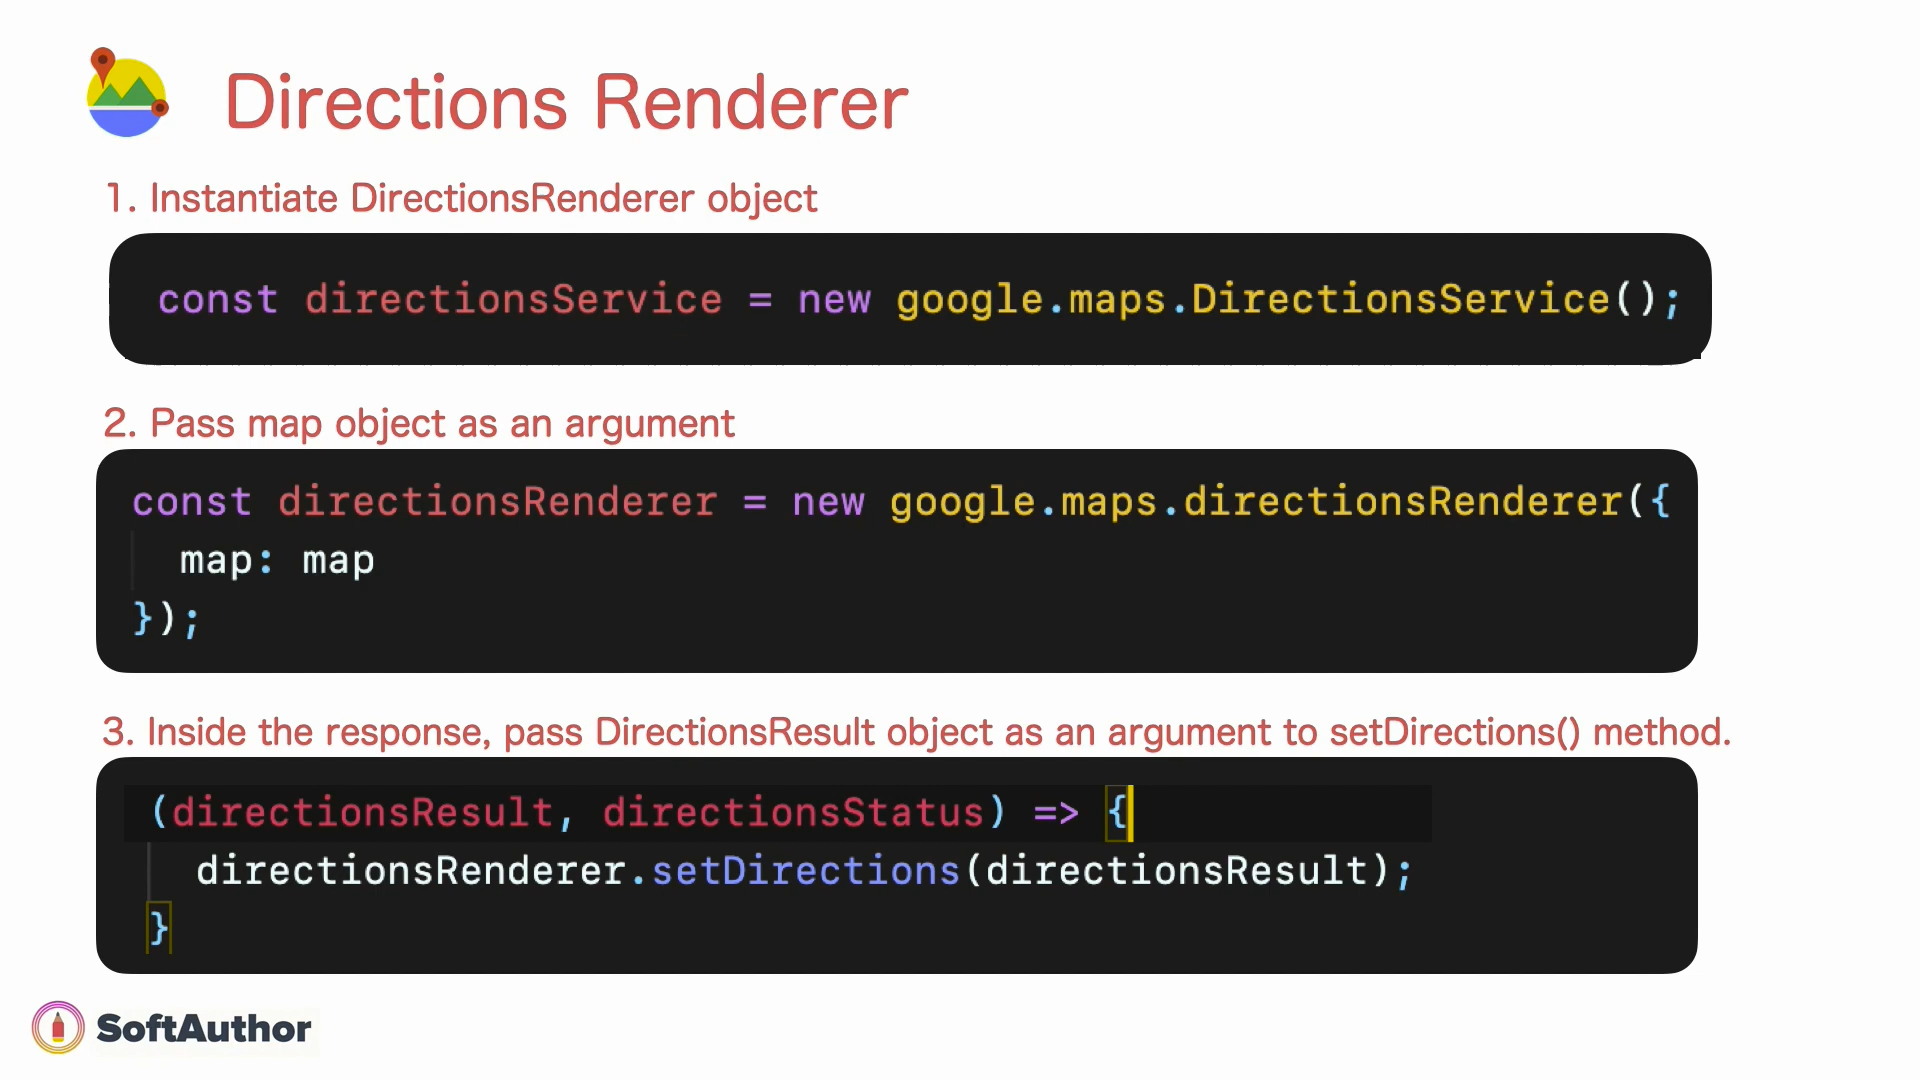 Directions Renderer
1. Instantiate DirectionsRenderer object
const directionsService = new google.maps.DirectionsService();
2. Pass map object as an argument
const directionsRenderer = new google.maps.directionsRenderer({
map: map
});
3. Inside the response, pass DirectionsResult object as an argument to setDirections() method.
(directionsResult, directionsStatus) => {
directionsRenderer.setDirections(directionsResult);
}
SoftAuthor